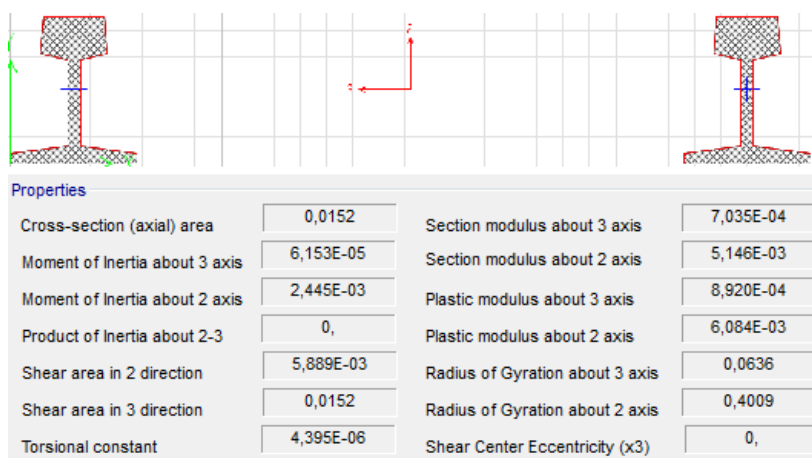 Properties
Cross-section (axial) area 0,0152 Section modulus about 3 axis 7,035E-04
Moment of Inertia about 3 axis 6,153E-05 Section modulus about 2 axis 5,146E-03
Moment of Inertia about 2 axis 2,445E-03 Plastic modulus about 3 axis 8,920E-04
Product of Inertia about 2-3 0, Plastic modulus about 2 axis 6,084E-03
Shear area in 2 direction 5,889E-03 Radius of Gyration about 3 axis 0,0636
Shear area in 3 direction 0,0152 Radius of Gyration about 2 axis 0,4009
Torsional constant 4,395E-06 Shear Center Eccentricity (x3) 0,